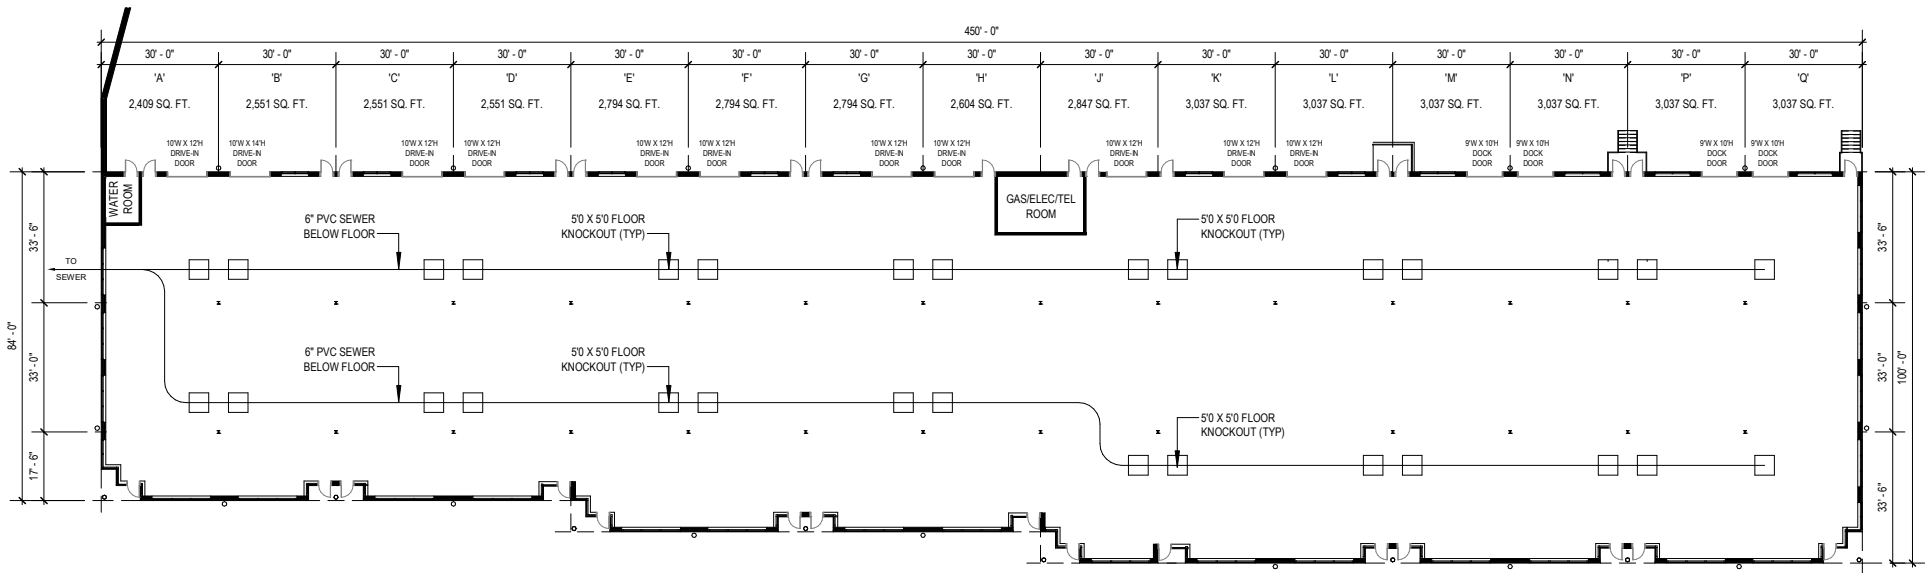 450' - 0"
30' - 0" 30' - 0" 30' - 0" 30' - 0" 30' - 0" 30' - 0" 30' - 0" 30' - 0" 30' - 0" 30' - 0" 30' - 0" 30' - 0" 30' - 0" 30' - 0" 30' - 0"
'A' 'B' 'C' 'D' 'E' 'F' 'G' 'H' 'J' 'K' 'L' 'M' 'N' 'P' 'Q'
2,409 SQ. FT. 2,551 SQ. FT. 2,551 SQ. FT. 2,551 SQ. FT. 2,794 SQ. FT. 2,794 SQ. FT. 2,794 SQ. FT. 2,604 SQ. FT. 2,847 SQ. FT. 3,037 SQ. FT. 3,037 SQ. FT. 3,037 SQ. FT. 3,037 SQ. FT. 3,037 SQ. FT. 3,037 SQ. FT.
10'W X 12'H
DRIVE-IN
DOOR
10'W X 14'H
DRIVE-IN
DOOR
10'W X 12'H
DRIVE-IN
DOOR
10'W X 12'H
DRIVE-IN
DOOR
10'W X 12'H
DRIVE-IN
DOOR
10'W X 12'H
DRIVE-IN
DOOR
10'W X 12'H
DRIVE-IN
DOOR
10'W X 12'H
DRIVE-IN
DOOR
10'W X 12'H
DRIVE-IN
DOOR
10'W X 12'H
DRIVE-IN
DOOR
10'W X 12'H
DRIVE-IN
DOOR
9'W X 10'H
DOCK
DOOR
9'W X 10'H
DOCK
DOOR
9'W X 10'H
DOCK
DOOR
9'W X 10'H
DOCK
DOOR
WATER
ROOM
GAS/ELEC/TEL
ROOM
6" PVC SEWER
BELOW FLOOR
5'0 X 5'0 FLOOR
KNOCKOUT (TYP)
5'0 X 5'0 FLOOR
KNOCKOUT (TYP)
33' - 6"
33' - 6"
TO
SEWER
84' - 0"
33' - 0"
6" PVC SEWER
BELOW FLOOR
5'0 X 5'0 FLOOR
KNOCKOUT (TYP)
33' - 0"
100' - 0"
5'0 X 5'0 FLOOR
KNOCKOUT (TYP)
17' - 6"
33' - 6"